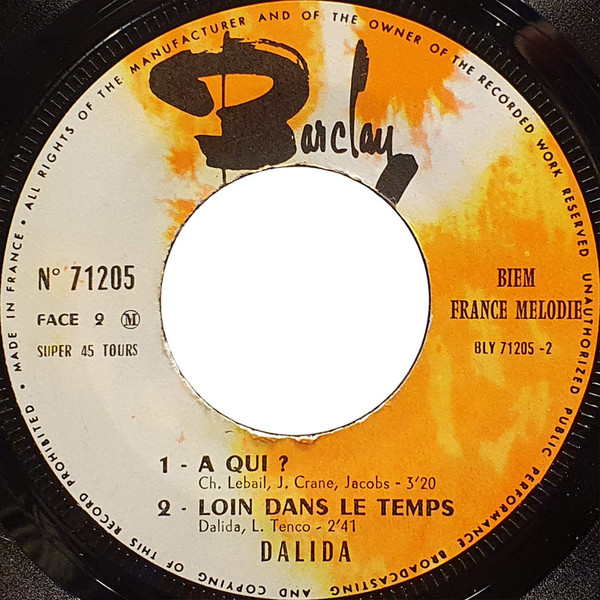 Barclay
MADE IN FRANCE • ALL RIGHTS OF THE MANUFACTURER AND OF THE OWNER OF THE RECORDED WORK RESERVED UNAUTHORIZED PUBLIC PERFORMANCE BROADCASTING AND COPYING OF THIS RECORD PROHIBITED •
N° 71205
FACE 2 M
SUPER 45 TOURS
BIEM
FRANCE MELODIE
BLY 71205 -2
1 - A QUI ?
Ch. Lebail, J. Crane, Jacobs - 3'20
2 - LOIN DANS LE TEMPS
Dalida, L. Tenco - 2'41
DALIDA